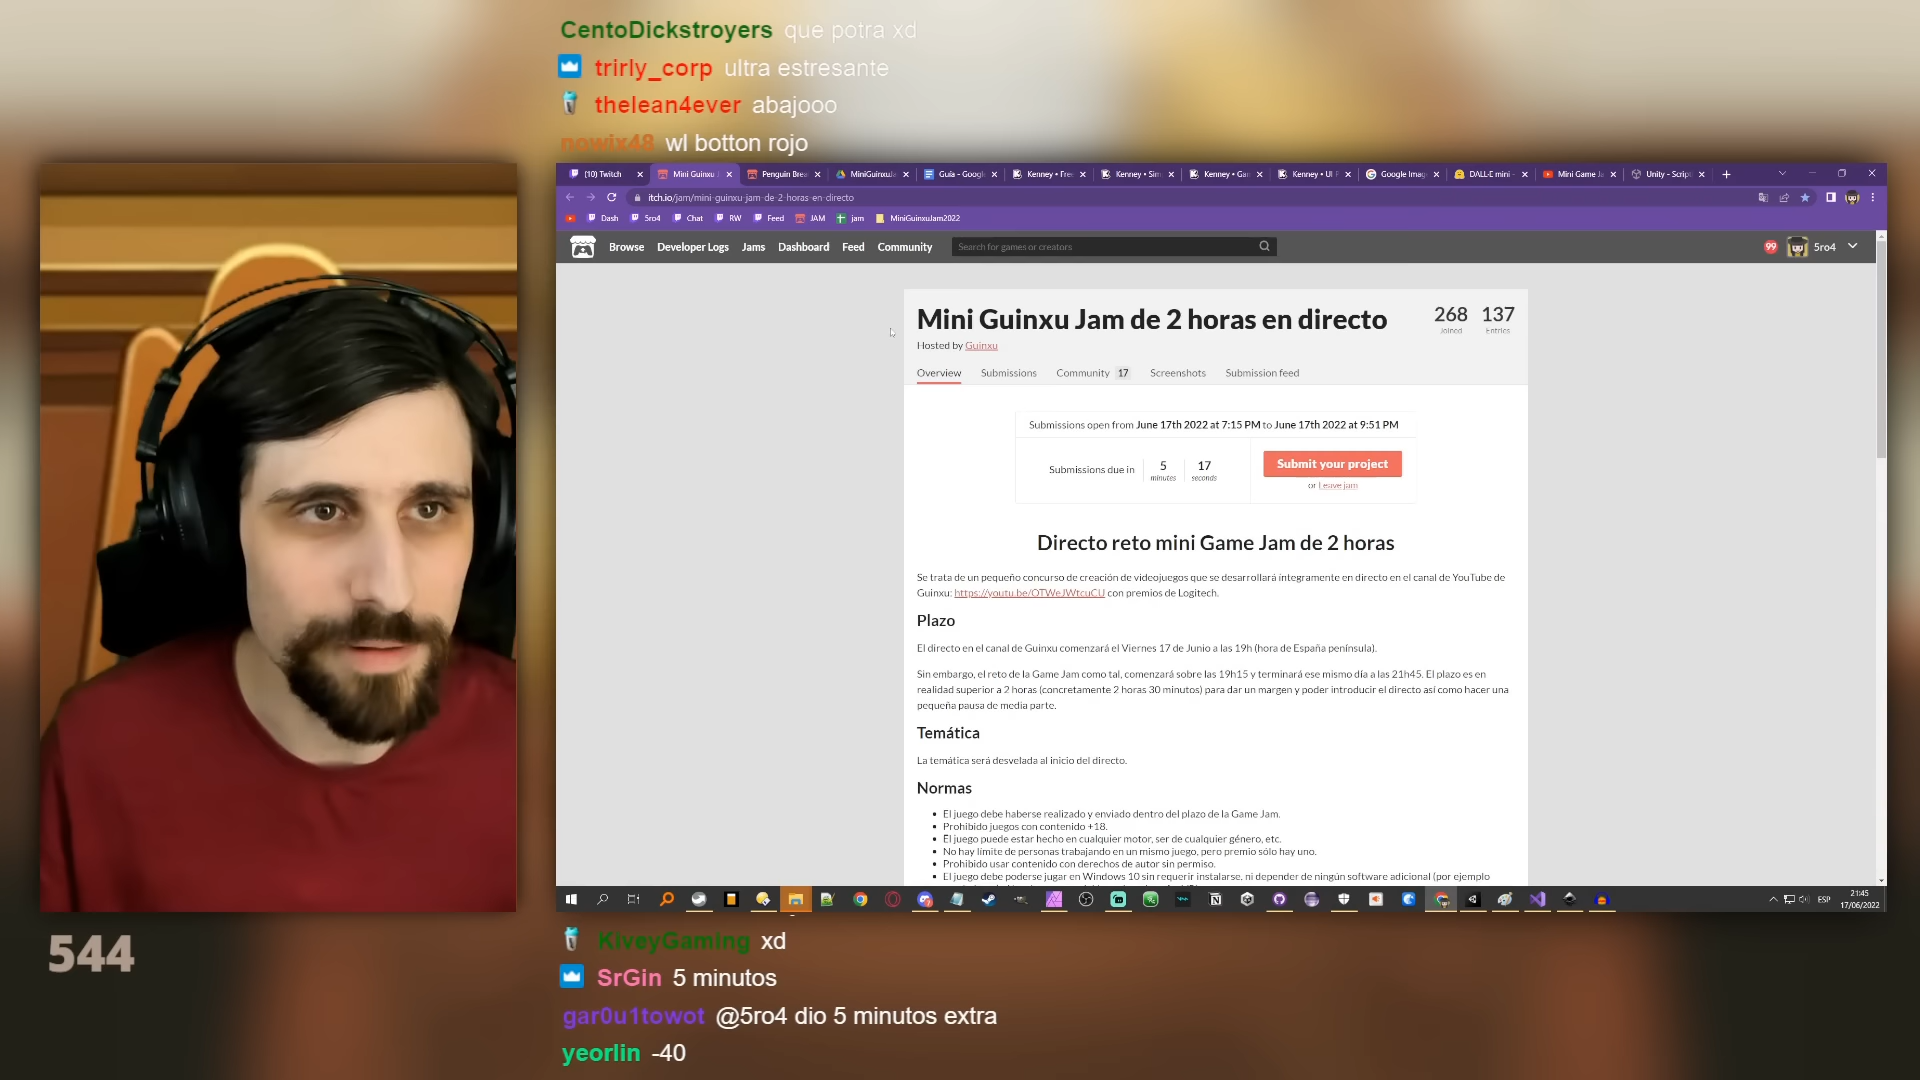 CentoDickstroyers que potra xd
trirly_corp ultra estresante
thelean4ever abajooo
nowix48 wl botton rojo
(10) Twitch
Mini Guinxu J
Penguin Brea
MiniGuinxuJa
Guía - Google
Kenney • Fre
Kenney • Sim
Kenney • Gam
Kenney • UI P
Google Imag
DALL·E mini -
Mini Game Ja
Unity - Script
itch.io/jam/mini-guinxu-jam-de-2-horas-en-directo
Dash
5ro4
Chat
RW
Feed
JAM
jam
MiniGuinxuJam2022
Browse Developer Logs Jams Dashboard Feed Community
Search for games or creators
99
5ro4
Mini Guinxu Jam de 2 horas en directo
268 137
Joined Entries
Hosted by Guinxu
Overview Submissions Community 17 Screenshots Submission feed
Submissions open from June 17th 2022 at 7:15 PM to June 17th 2022 at 9:51 PM
Submissions due in 5 minutes 17 seconds
Submit your project
or Leave jam
Directo reto mini Game Jam de 2 horas
Se trata de un pequeño concurso de creación de videojuegos que se desarrollará íntegramente en directo en el canal de YouTube de
Guinxu: https://youtu.be/OTWeJWtcuCU con premios de Logitech.
Plazo
El directo en el canal de Guinxu comenzará el Viernes 17 de Junio a las 19h (hora de España península).
Sin embargo, el reto de la Game Jam como tal, comenzará sobre las 19h15 y terminará ese mismo día a las 21h45. El plazo es en
realidad superior a 2 horas (concretamente 2 horas 30 minutos) para dar un margen y poder introducir el directo así como hacer una
pequeña pausa de media parte.
Temática
La temática será desvelada al inicio del directo.
Normas
El juego debe haberse realizado y enviado dentro del plazo de la Game Jam.
Prohibido juegos con contenido +18.
El juego puede estar hecho en cualquier motor, ser de cualquier género, etc.
No hay límite de personas trabajando en un mismo juego, pero premio sólo hay uno.
Prohibido usar contenido con derechos de autor sin permiso.
El juego debe poderse jugar en Windows 10 sin requerir instalarse, ni depender de ningún software adicional (por ejemplo
ESP
21:45
17/06/2022
544
KiveyGaming xd
SrGin 5 minutos
gar0u1towot @5ro4 dio 5 minutos extra
yeorlin -40